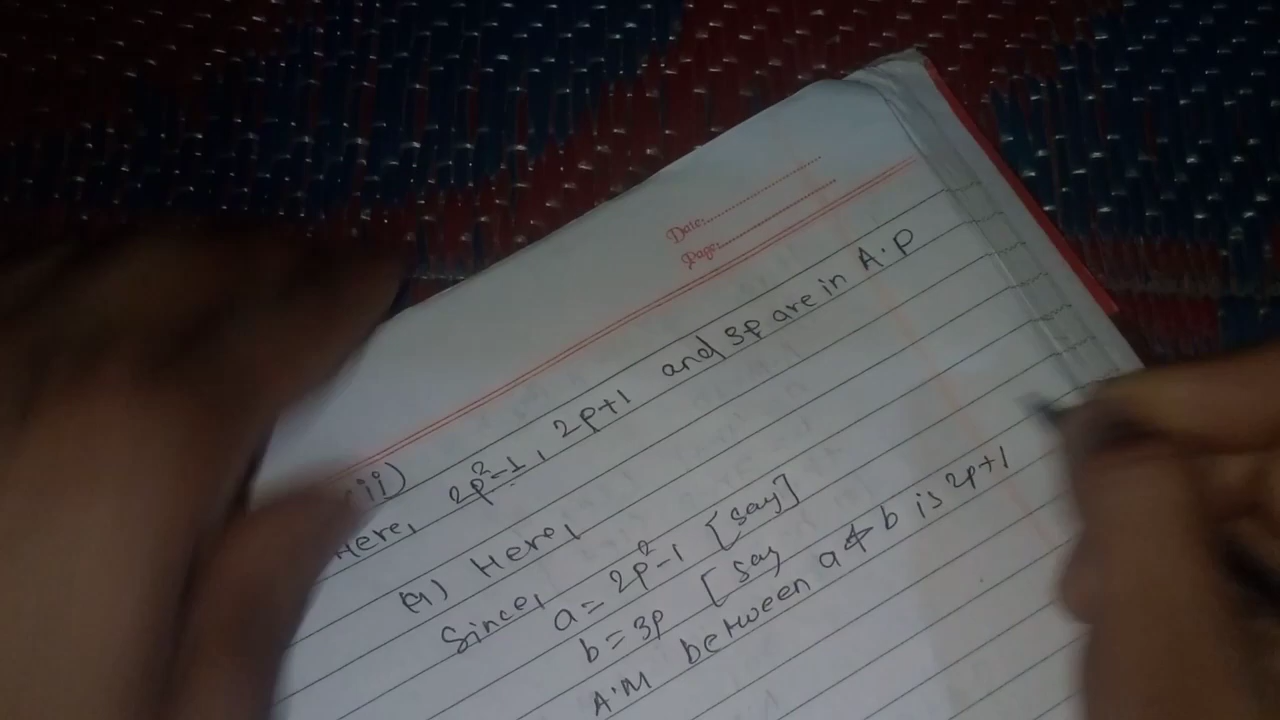 Date:
Page:
(ii)
Here, 2p²-1, 2p+1 and 3p are in A.P
(a) Here,
Since,
a = 2p²-1 [say]
b = 3p [say
A.M between a & b is 2p+1